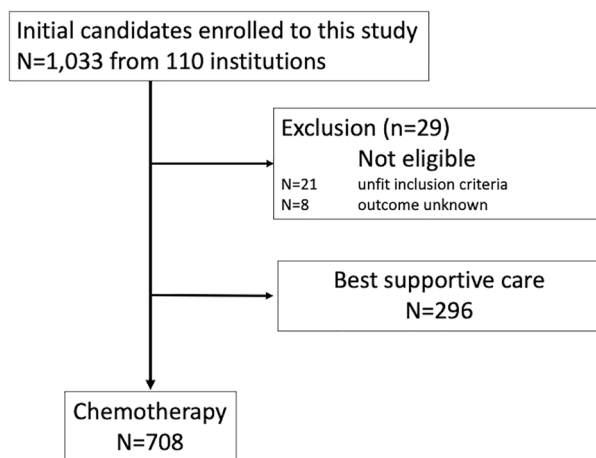 Initial candidates enrolled to this study
N=1,033 from 110 institutions
Exclusion (n=29)
Not eligible
N=21 unfit inclusion criteria
N=8 outcome unknown
Best supportive care
N=296
Chemotherapy
N=708